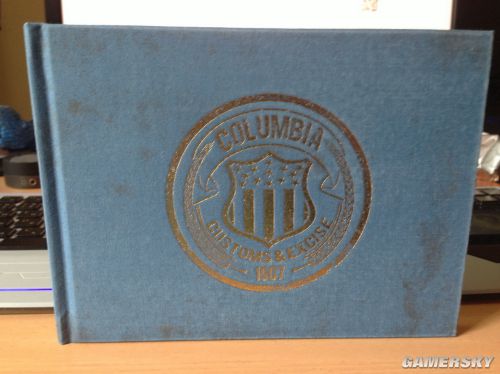 COLUMBIA
CUSTOMS & EXCISE
1907
GAMERSKY